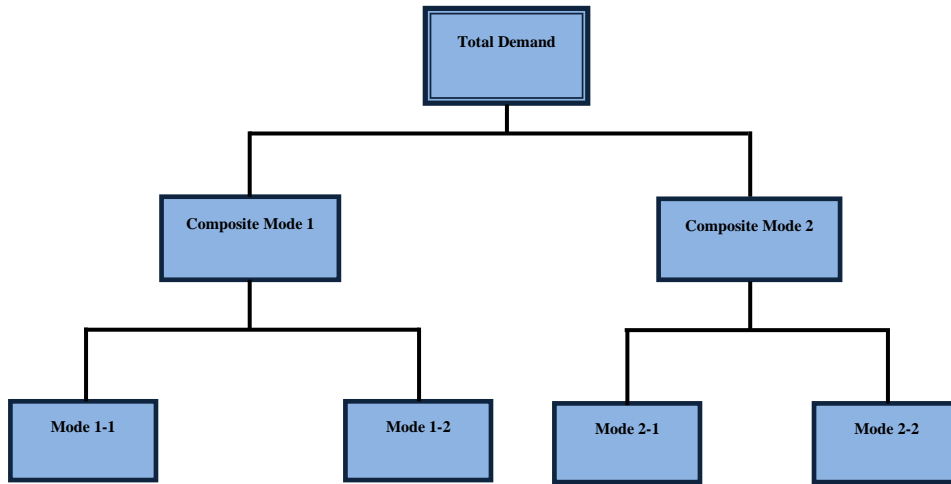 Total Demand
Composite Mode 1
Composite Mode 2
Mode 1-1
Mode 1-2
Mode 2-1
Mode 2-2